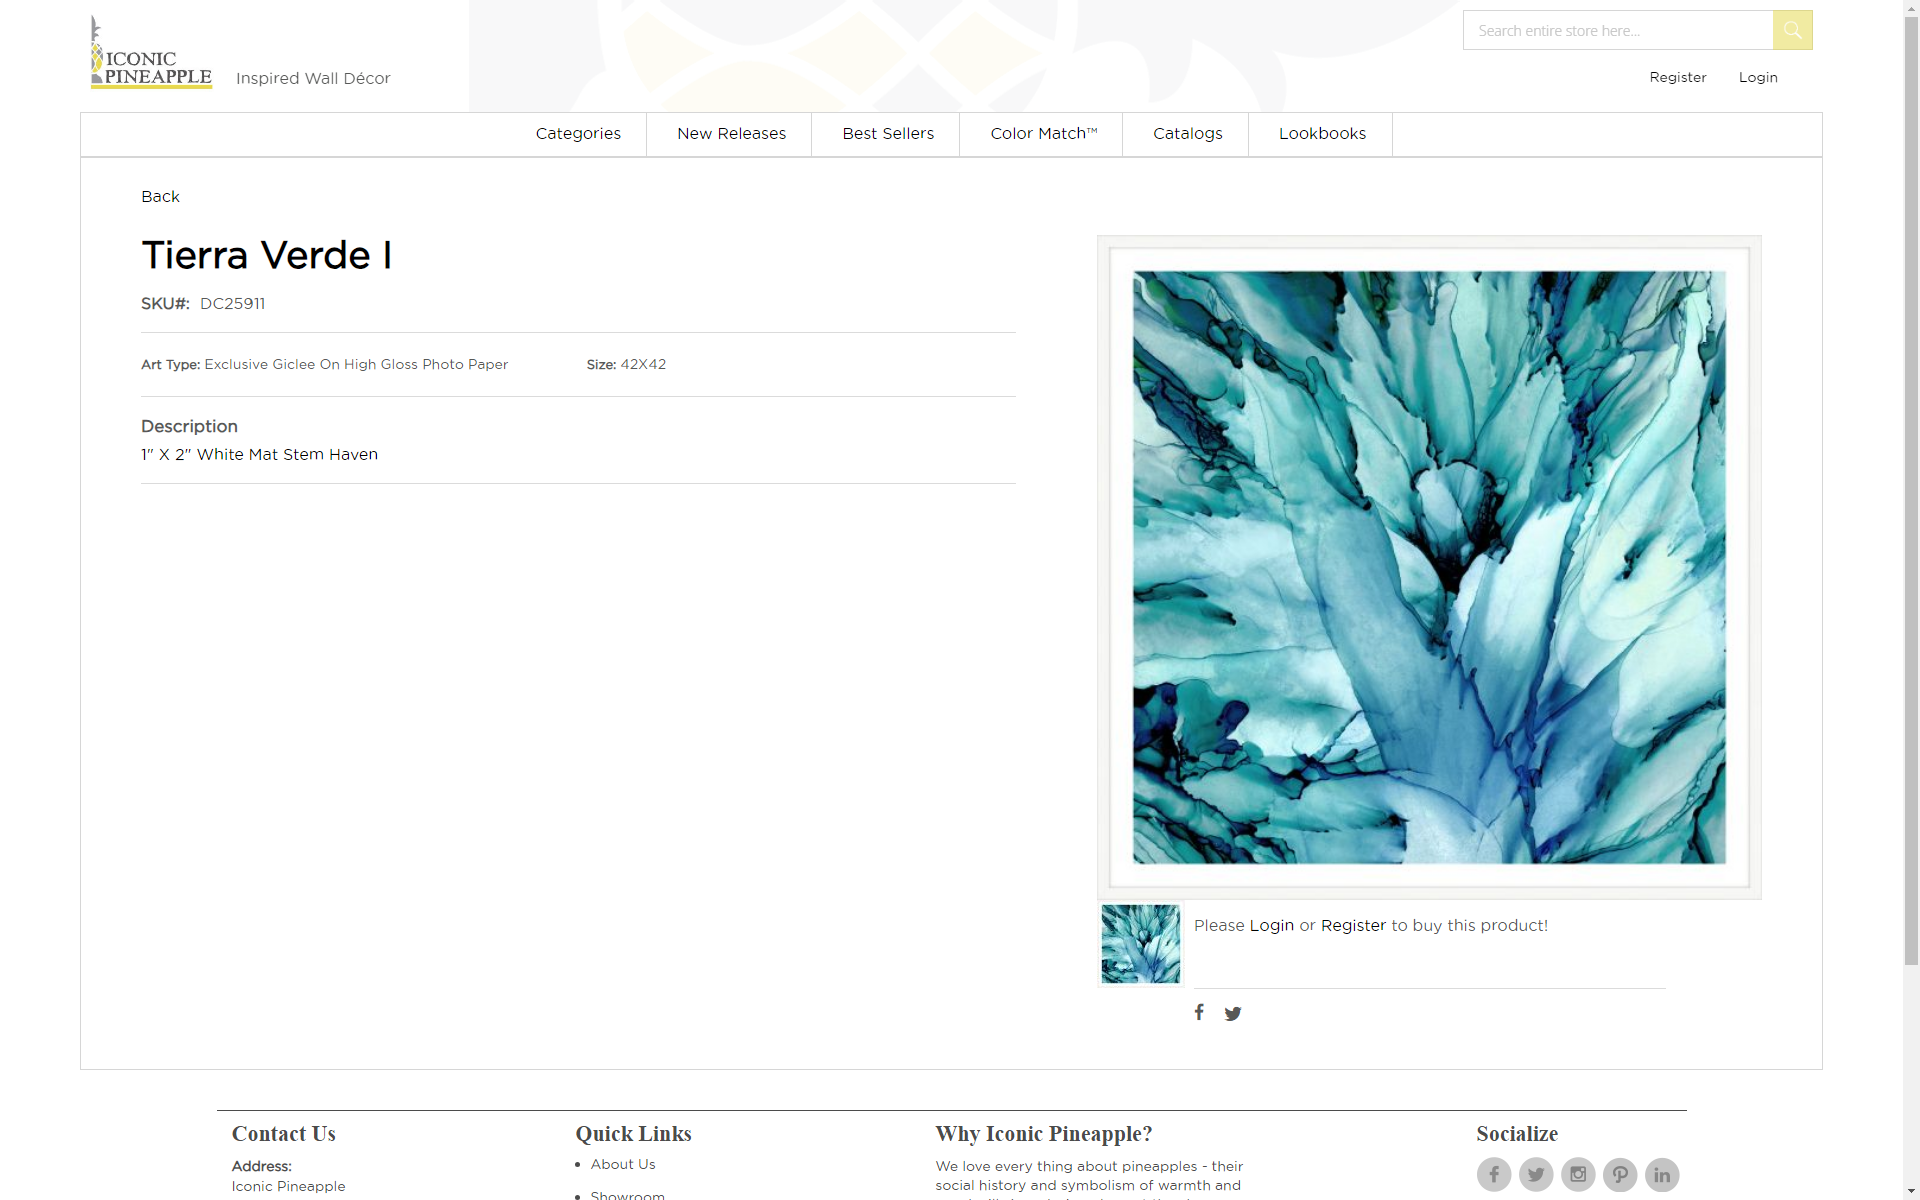 ICONIC
PINEAPPLE
Inspired Wall Décor
Search entire store here...
Register
Login
Categories
New Releases
Best Sellers
Color Match™
Catalogs
Lookbooks
Back
Tierra Verde I
SKU#: DC25911
Art Type: Exclusive Giclee On High Gloss Photo Paper
Size: 42X42
Description
1" X 2" White Mat Stem Haven
Please Login or Register to buy this product!
Contact Us
Address:
Iconic Pineapple
Quick Links
About Us
Showroom
Why Iconic Pineapple?
We love every thing about pineapples - their
social history and symbolism of warmth and
Socialize